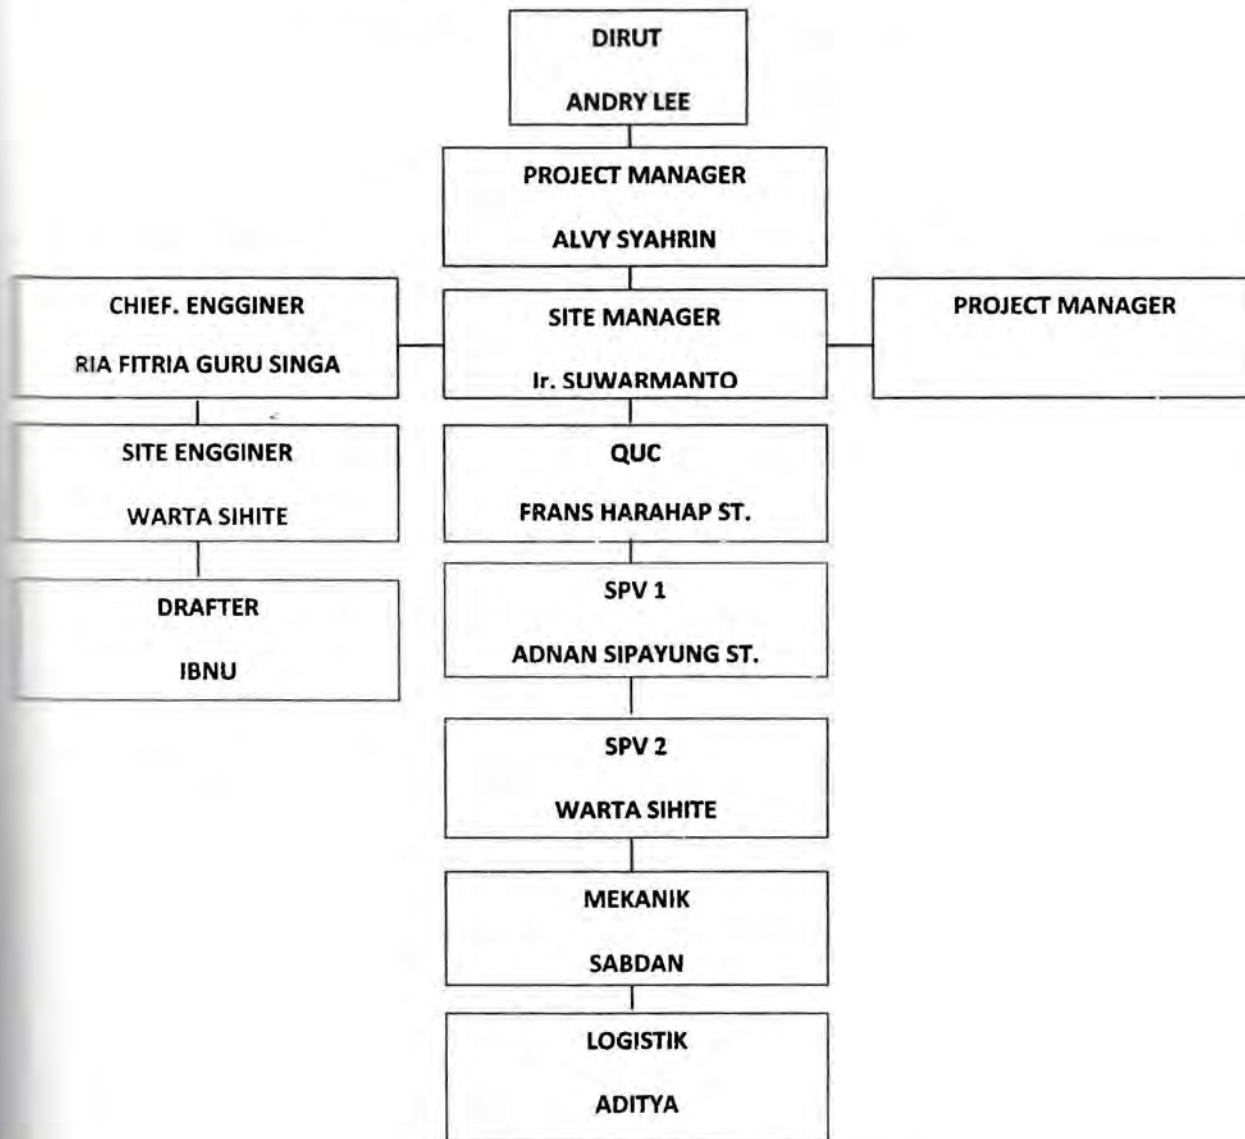 DIRUT
ANDRY LEE
PROJECT MANAGER
ALVY SYAHRIN
CHIEF. ENGGINER
RIA FITRIA GURU SINGA
SITE MANAGER
Ir. SUWARMANTO
PROJECT MANAGER
SITE ENGGINER
WARTA SIHITE
QUC
FRANS HARAHAP ST.
DRAFTER
IBNU
SPV 1
ADNAN SIPAYUNG ST.
SPV 2
WARTA SIHITE
MEKANIK
SABDAN
LOGISTIK
ADITYA